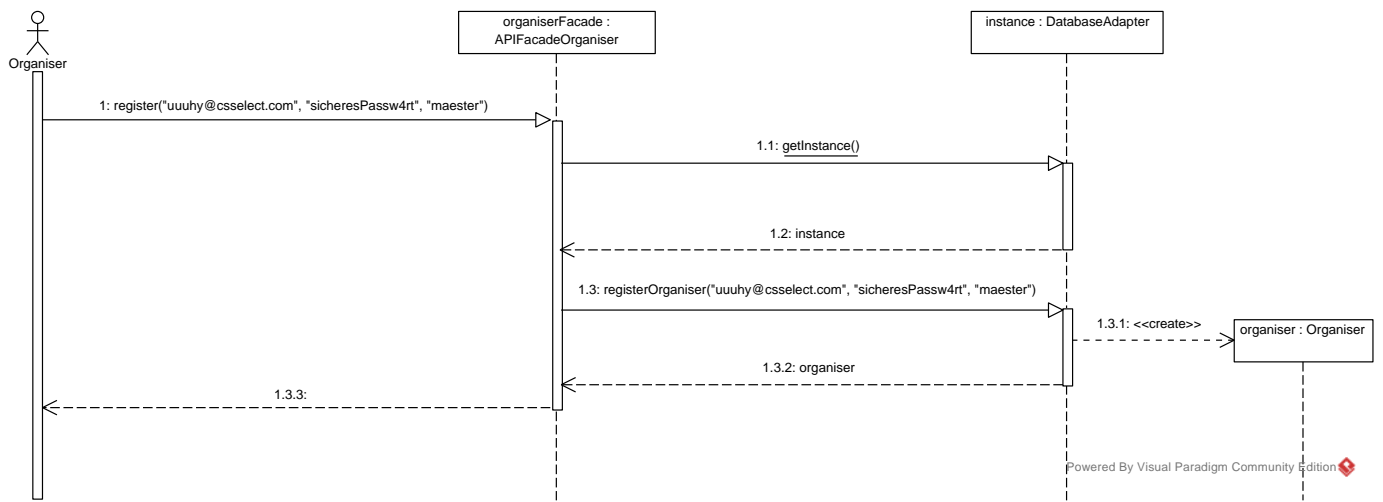 organiserFacade :
APIFacadeOrganiser
instance : DatabaseAdapter
Organiser
1: register("uuuhy@csselect.com", "sicheresPassw4rt", "maester")
1.1: getInstance()
1.2: instance
1.3: registerOrganiser("uuuhy@csselect.com", "sicheresPassw4rt", "maester")
1.3.1: <<create>>
organiser : Organiser
1.3.2: organiser
1.3.3:
Powered By Visual Paradigm Community Edition